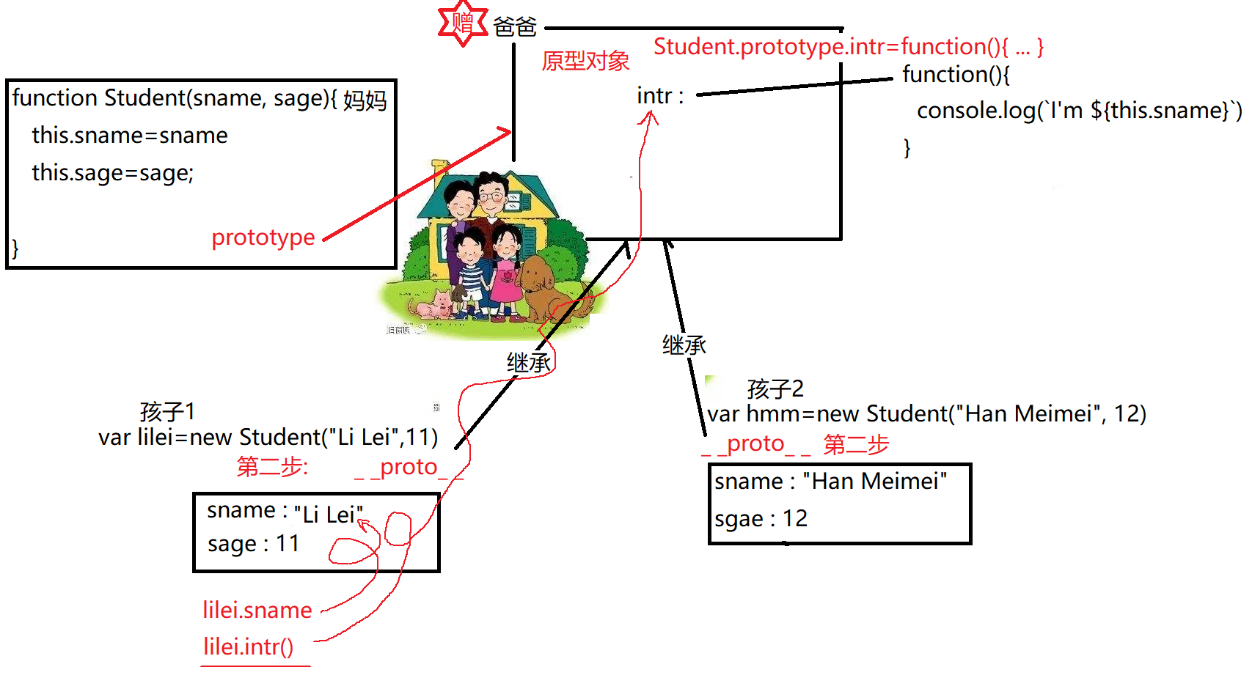 赠 爸爸
原型对象
Student.prototype.intr=function(){ ... }
intr :
function(){
console.log(`I'm ${this.sname}`)
}
function Student(sname, sage){ 妈妈
this.sname=sname
this.sage=sage;
prototype
}
继承
继承
孩子1
var lilei=new Student("Li Lei",11)
第二步: _ _proto_ _
sname : "Li Lei"
sage : 11
lilei.sname
lilei.intr()
孩子2
var hmm=new Student("Han Meimei", 12)
_ _proto_ _ 第二步
sname : "Han Meimei"
sgae : 12